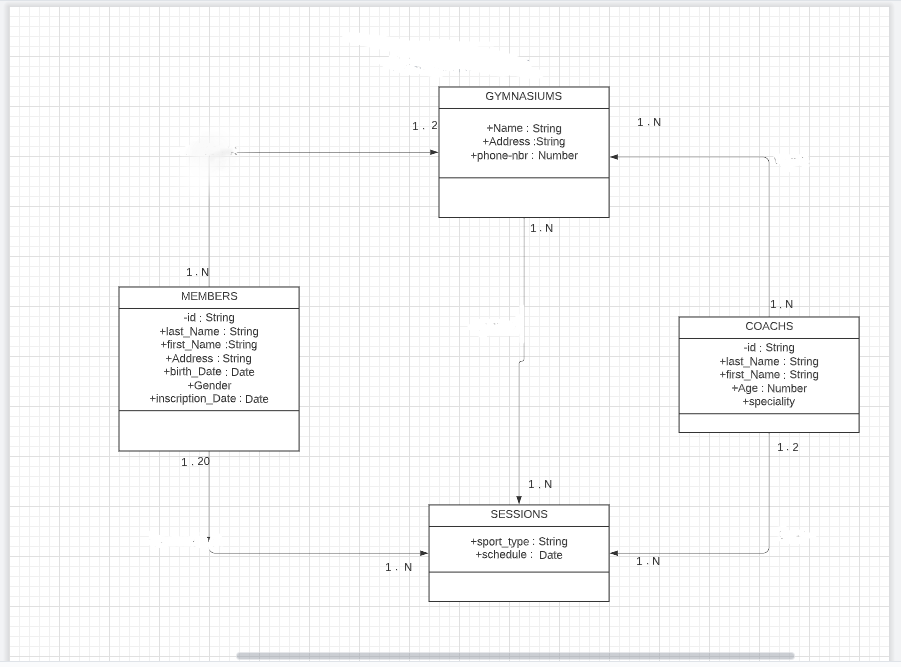 GYMNASIUMS
1 . 2
1 . N
+Name : String
+Address :String
+phone-nbr : Number
1 . N
1 . N
MEMBERS
-id : String
+last_Name : String
+first_Name :String
+Address : String
+birth_Date : Date
+Gender
+inscription_Date : Date
1 . 20
1 . N
COACHS
-id : String
+last_Name : String
+first_Name : String
+Age : Number
+speciality
1 . 2
1 . N
SESSIONS
+sport_type : String
+schedule : Date
1 . N
1 . N